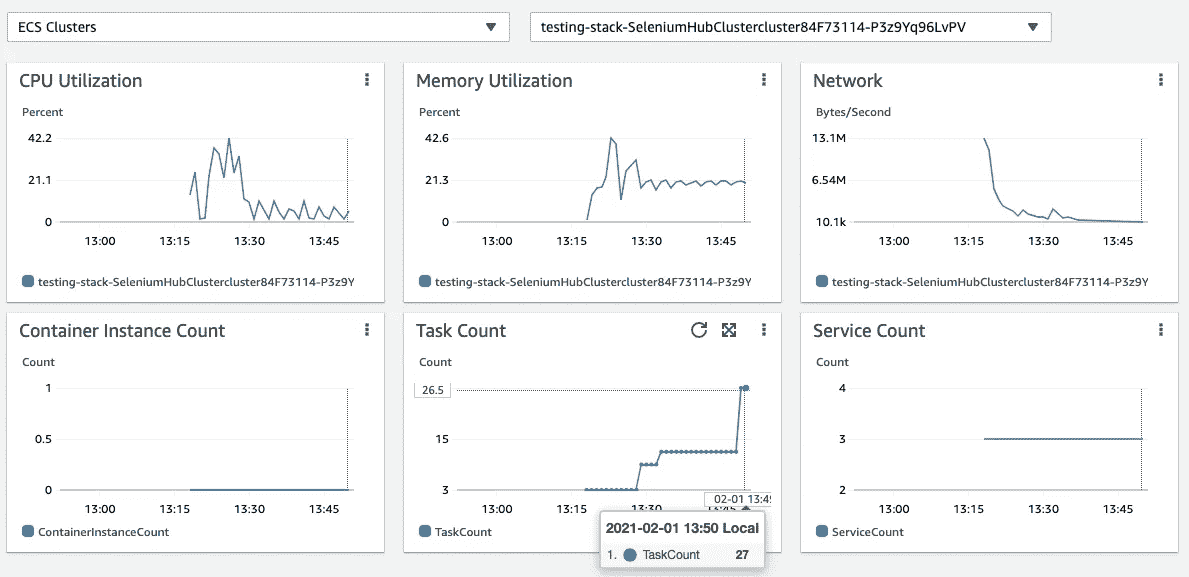 ECS Clusters
testing-stack-SeleniumHubClustercluster84F73114-P3z9Yq96LvPV
CPU Utilization
Percent
42.2
21.1
0
13:00 13:15 13:30 13:45
testing-stack-SeleniumHubClustercluster84F73114-P3z9Y
Memory Utilization
Percent
42.6
21.3
0
13:00 13:15 13:30 13:45
testing-stack-SeleniumHubClustercluster84F73114-P3z9Y
Network
Bytes/Second
13.1M
6.54M
10.1k
13:00 13:15 13:30 13:45
testing-stack-SeleniumHubClustercluster84F73114-P3z9Y
Container Instance Count
Count
1
0.5
0
13:00 13:15 13:30 13:45
ContainerInstanceCount
Task Count
Count
26.5
15
3
02-01 13:49
13:00 13:15 13:30 13:45
TaskCount
2021-02-01 13:50 Local
1. TaskCount 27
Service Count
Count
4
3
2
13:00 13:15 13:30 13:45
ServiceCount